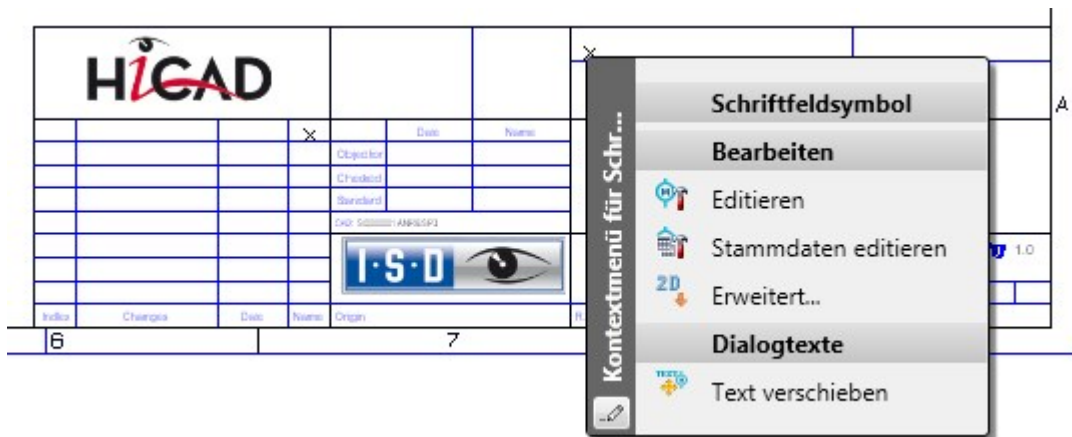 HiCAD
Date Name
Objector
Checked
Standard
I·S·D
1.0
A
Index Changes Date Name Origin
6 7
Kontextmenü für Schr...
Schriftfeldsymbol
Bearbeiten
Editieren
Stammdaten editieren
2D Erweitert...
Dialogtexte
Text verschieben